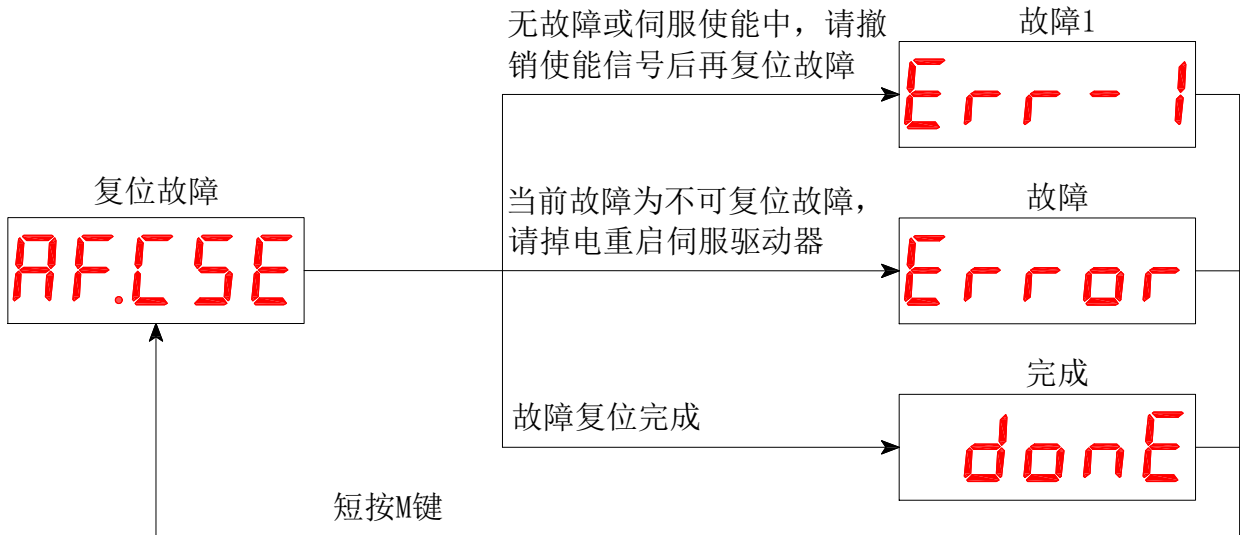 无故障或伺服使能中，请撤
销使能信号后再复位故障
故障1
Err-1
复位故障
AF.CSE
当前故障为不可复位故障，
请掉电重启伺服驱动器
故障
Error
故障复位完成
完成
donE
短按M键